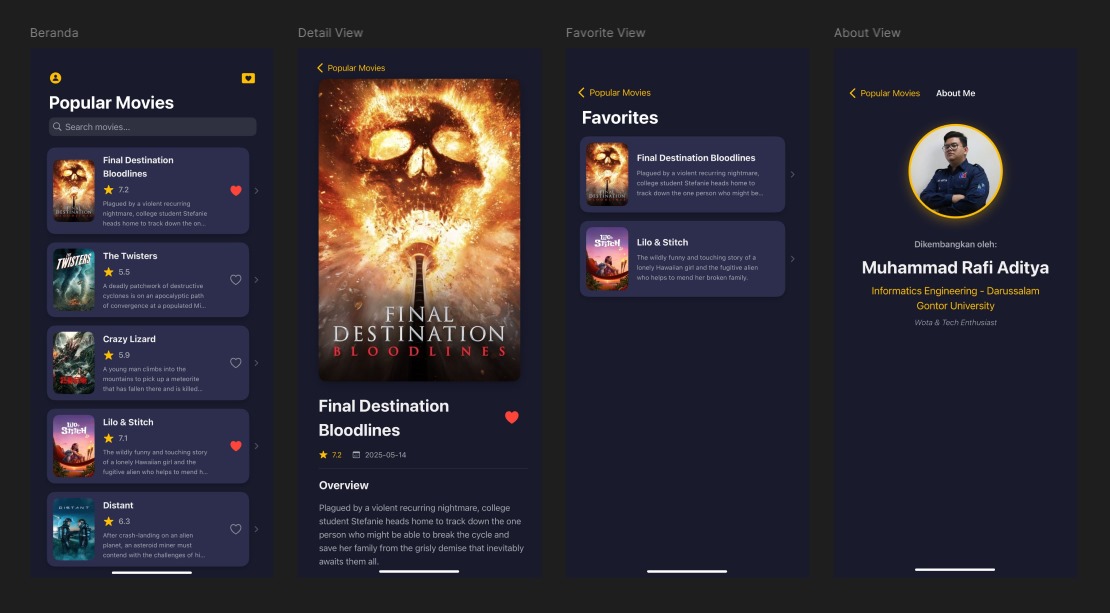 Beranda
Popular Movies
Search movies...
Final Destination
Bloodlines
7.2
Plagued by a violent recurring
nightmare, college student Stefanie
heads home to track down the on...
FINAL
DESTINATION
The Twisters
5.5
A deadly patchwork of destructive
cyclones is on an apocalyptic path
of convergence at a populated Mi...
TWISTERS
Crazy Lizard
5.9
A young man climbs into the
mountains to pick up a meteorite
that has fallen there and is killed...
Lilo & Stitch
7.1
The wildly funny and touching story
of a lonely Hawaiian girl and the
fugitive alien who helps to mend h...
Lilo
STITCH
Distant
6.3
After crash-landing on an alien
planet, an asteroid miner must
contend with the challenges of hi...
DISTANT
Detail View
Popular Movies
FINAL
DESTINATION
BLOODLINES
Final Destination
Bloodlines
7.2 2025-05-14
Overview
Plagued by a violent recurring nightmare, college
student Stefanie heads home to track down the one
person who might be able to break the cycle and
save her family from the grisly demise that inevitably
awaits them all.
Favorite View
Popular Movies
Favorites
Final Destination Bloodlines
Plagued by a violent recurring nightmare,
college student Stefanie heads home to
track down the one person who might be...
FINAL
DESTINATION
Lilo & Stitch
The wildly funny and touching story of a
lonely Hawaiian girl and the fugitive alien
who helps to mend her broken family.
Lilo
STITCH
About View
Popular Movies About Me
Dikembangkan oleh:
Muhammad Rafi Aditya
Informatics Engineering - Darussalam
Gontor University
Wota & Tech Enthusiast